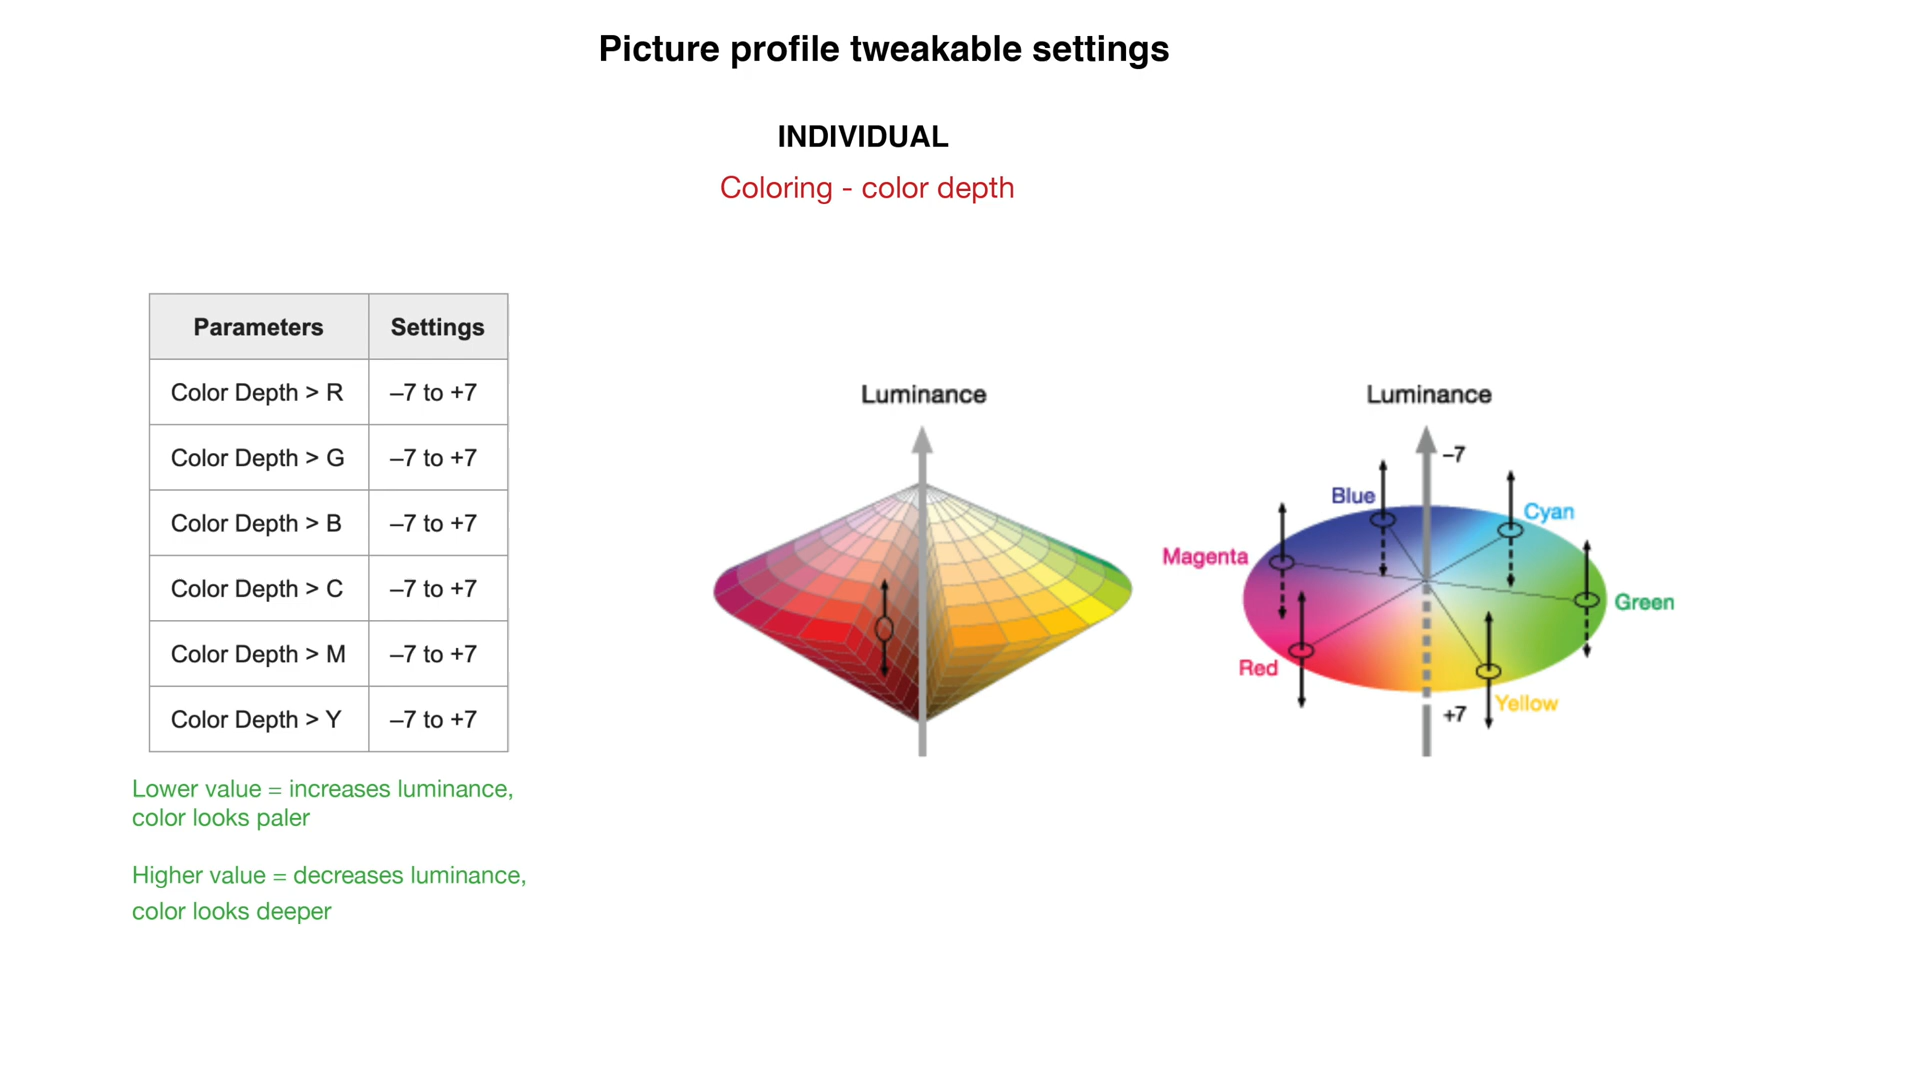 Picture profile tweakable settings
INDIVIDUAL
Coloring - color depth
Parameters Settings
Color Depth > R –7 to +7
Color Depth > G –7 to +7
Color Depth > B –7 to +7
Color Depth > C –7 to +7
Color Depth > M –7 to +7
Color Depth > Y –7 to +7
Lower value = increases luminance,
color looks paler
Higher value = decreases luminance,
color looks deeper
Luminance
Luminance
–7
Blue
Cyan
Magenta
Green
Red
Yellow
+7